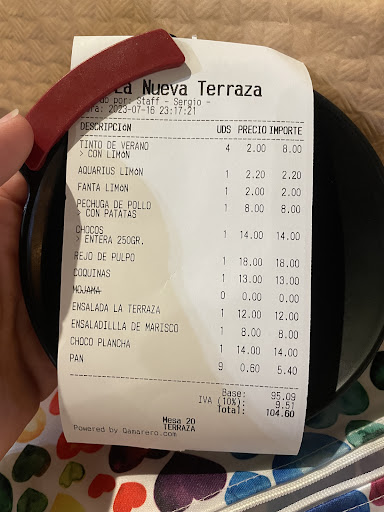 La Nueva Terraza
por: Staff - Sergio -
ra: 2023-07-16 23:17:21
DESCRIPCIóN UDS PRECIO IMPORTE
TINTO DE VERANO 4 2.00 8.00
> CON LIMóN
AQUARIUS LIMóN 1 2.20 2.20
FANTA LIMóN 1 2.00 2.00
PECHUGA DE POLLO 1 8.00 8.00
> CON PATATAS
CHOCOS 1 14.00 14.00
> ENTERA 250GR.
REJO DE PULPO 1 18.00 18.00
COQUINAS 1 13.00 13.00
MOJAMA 0 0.00 0.00
ENSALADA LA TERRAZA 1 12.00 12.00
ENSALADILLLA DE MARISCO 1 8.00 8.00
CHOCO PLANCHA 1 14.00 14.00
PAN 9 0.60 5.40
Base: 95.09
IVA (10%): 9.51
Total: 104.60
Mesa 20
TERRAZA
Powered by Qamarero.com